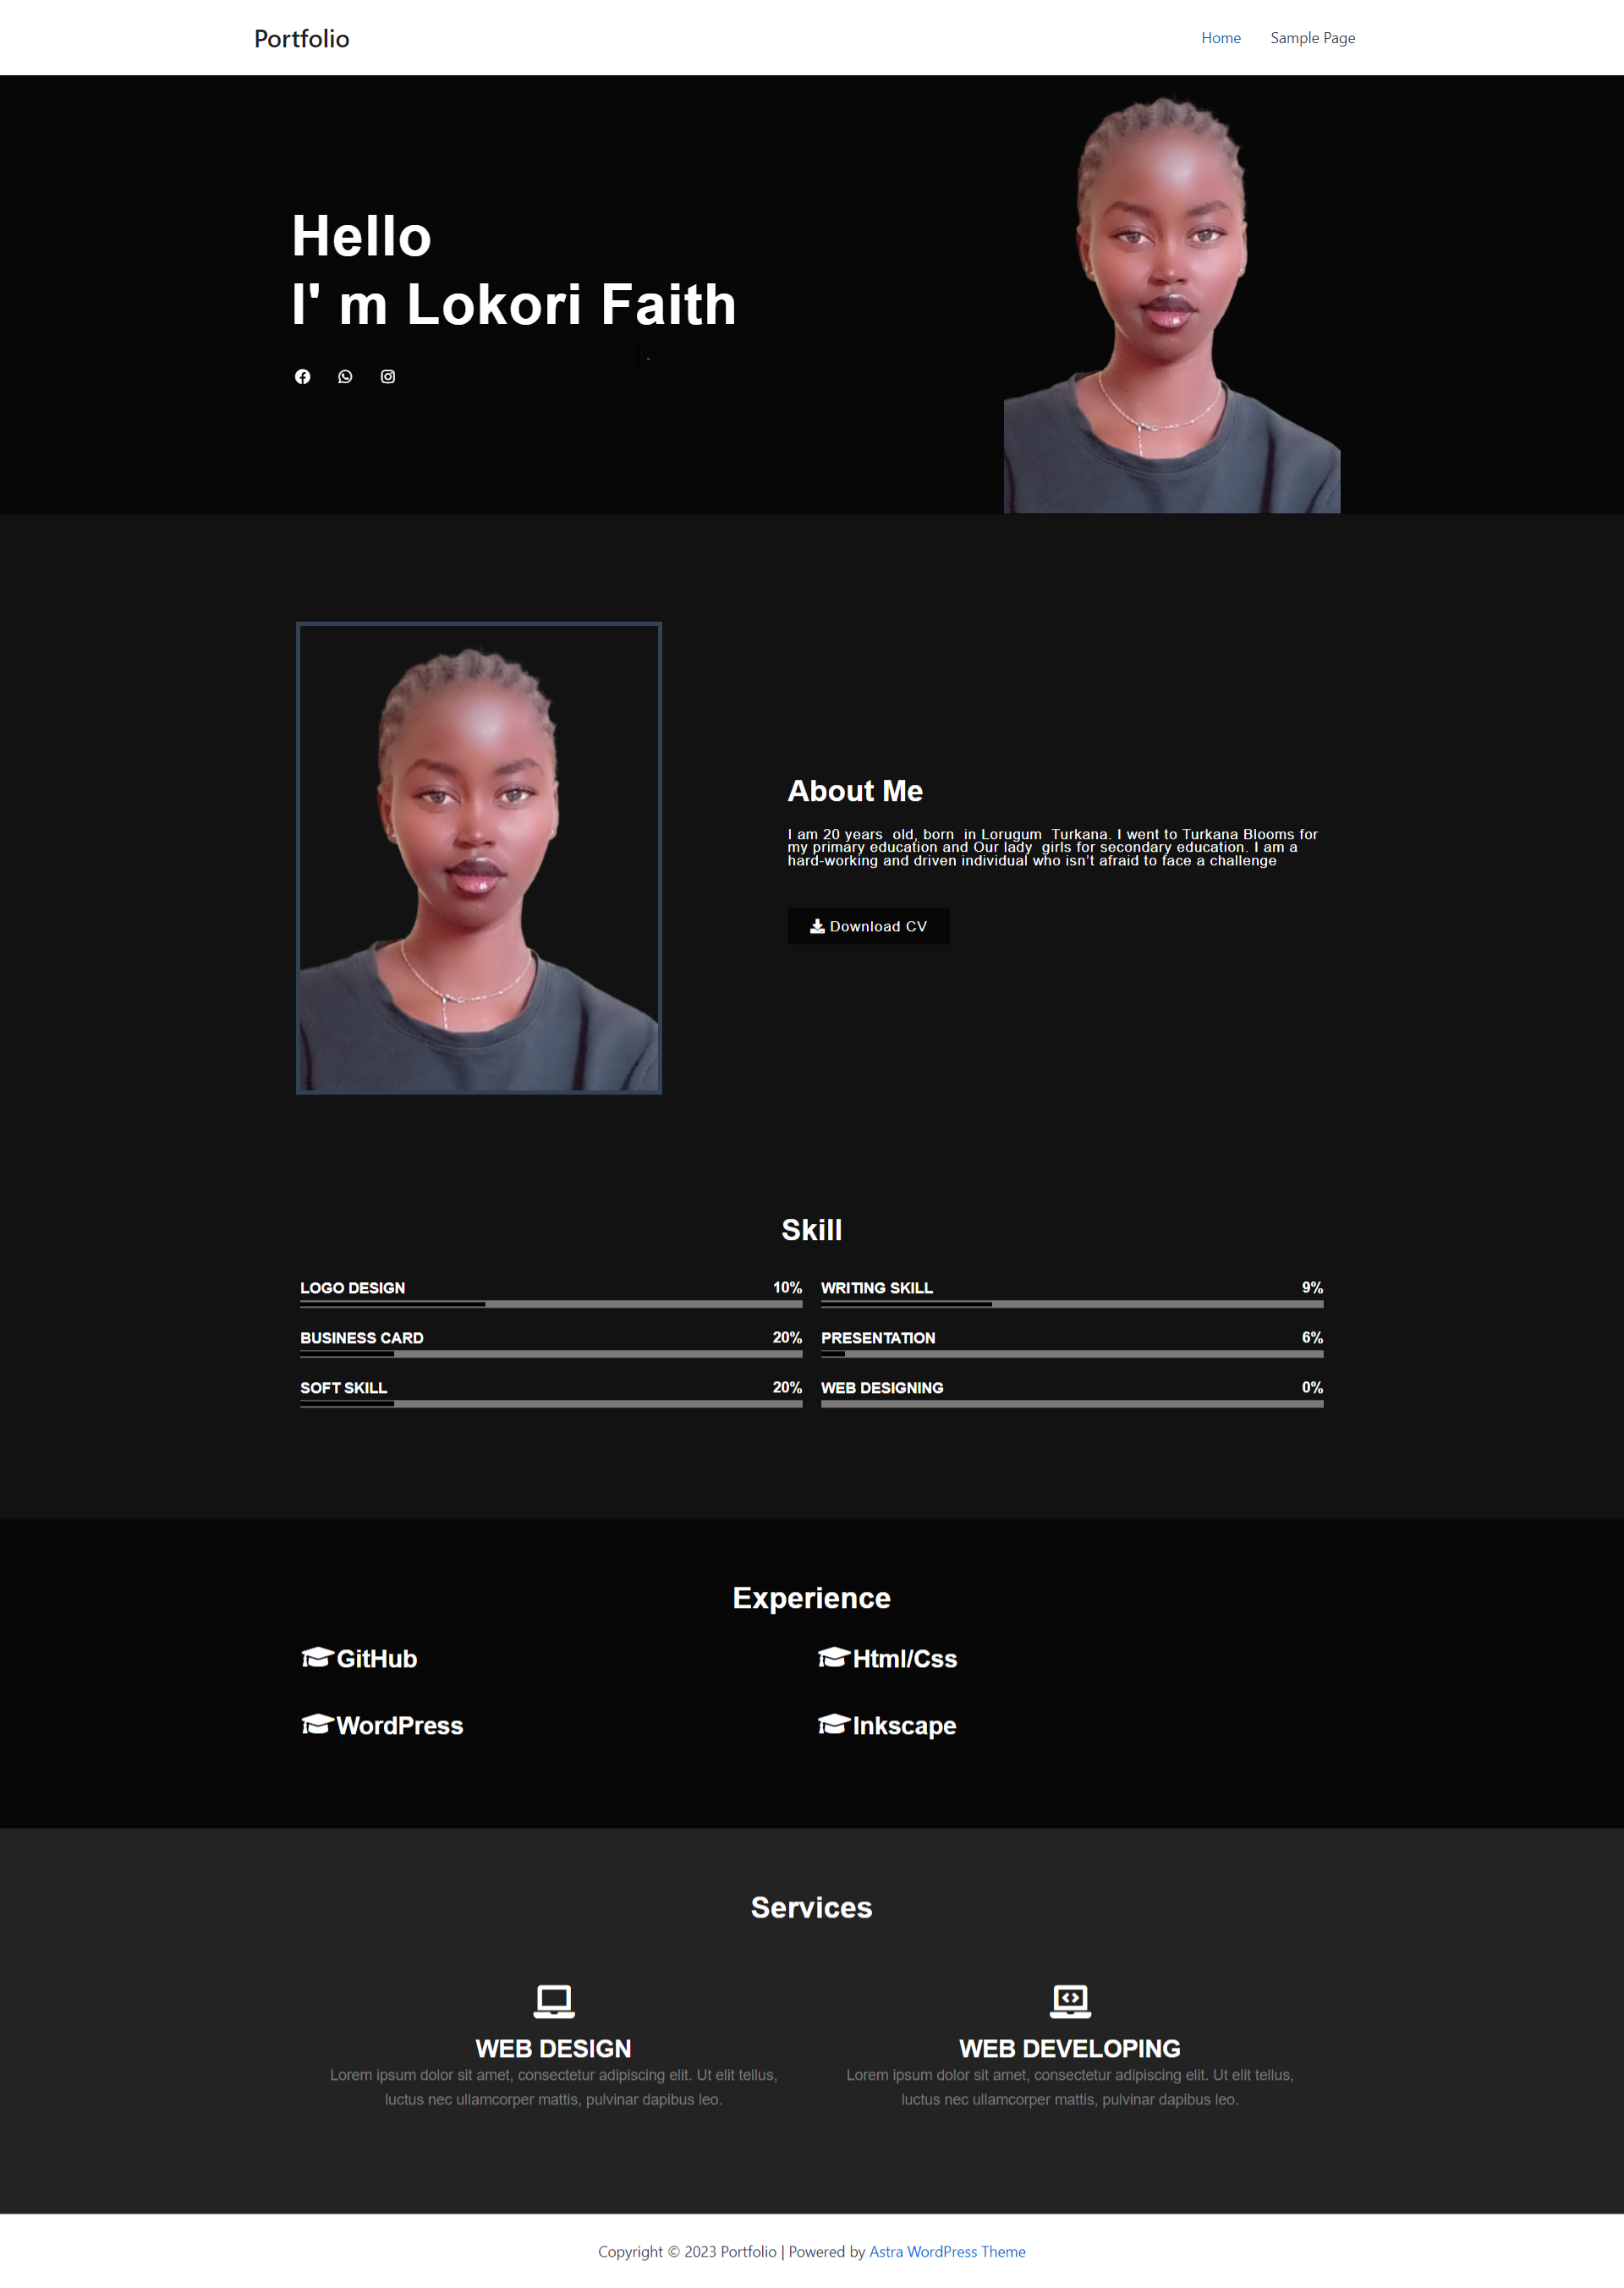 Portfolio
Home Sample Page
Hello
I' m Lokori Faith
About Me
I am 20 years  old, born  in Lorugum  Turkana. I went to Turkana Blooms for
my primary education and Our lady  girls for secondary education. I am a
hard-working and driven individual who isn’t afraid to face a challenge
Download CV
Skill
LOGO DESIGN 10%
WRITING SKILL 9%
BUSINESS CARD 20%
PRESENTATION 6%
SOFT SKILL 20%
WEB DESIGNING 0%
Experience
GitHub
Html/Css
WordPress
Inkscape
Services
WEB DESIGN
Lorem ipsum dolor sit amet, consectetur adipiscing elit. Ut elit tellus,
luctus nec ullamcorper mattis, pulvinar dapibus leo.
WEB DEVELOPING
Lorem ipsum dolor sit amet, consectetur adipiscing elit. Ut elit tellus,
luctus nec ullamcorper mattis, pulvinar dapibus leo.
Copyright © 2023 Portfolio | Powered by Astra WordPress Theme